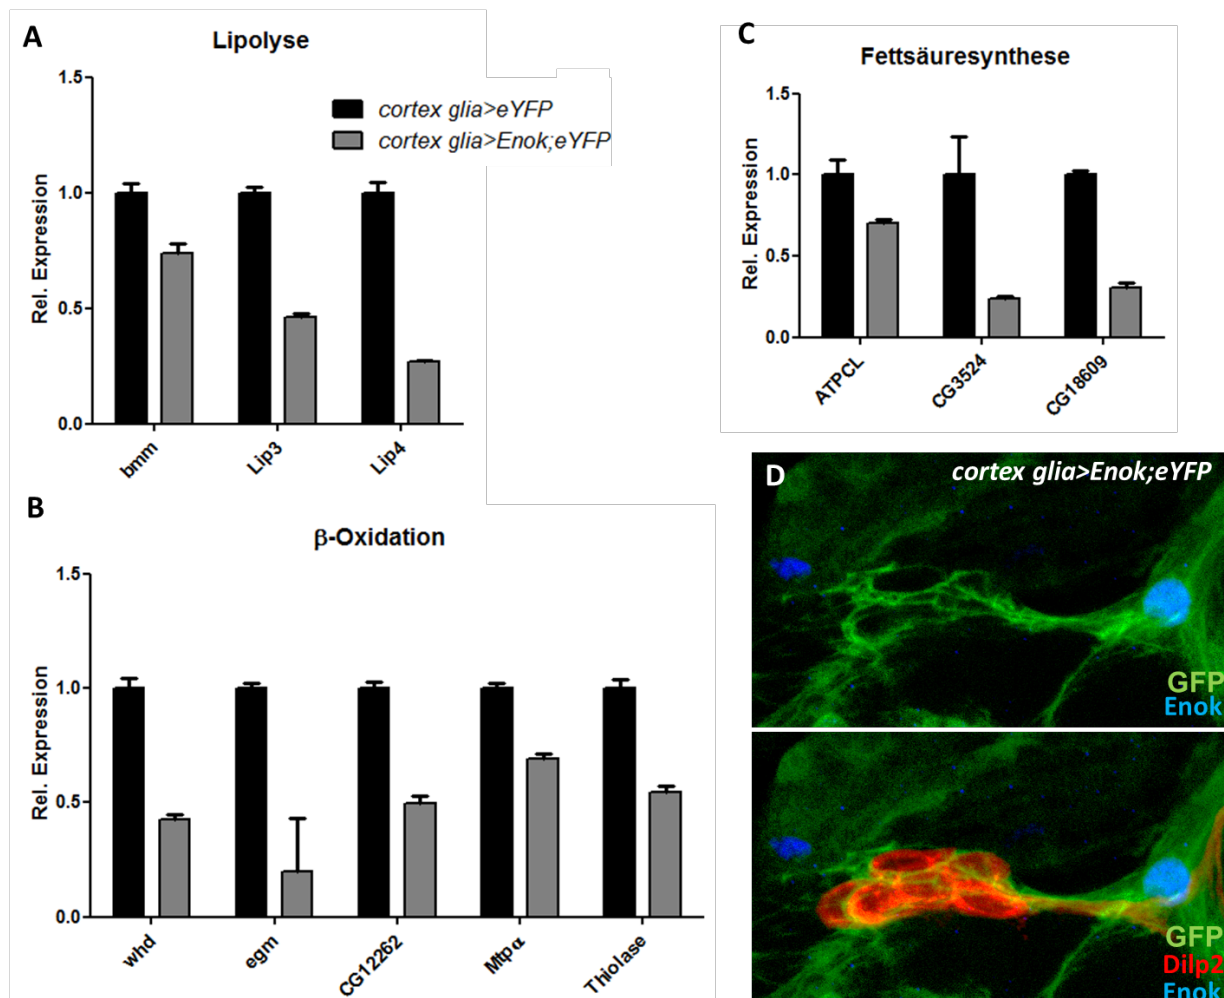 A
Lipolyse
1.5
1.0
0.5
0.0
Rel. Expression
cortex glia>eYFP
cortex glia>Enok;eYFP
bmm
Lip3
Lip4
B
β-Oxidation
1.5
1.0
0.5
0.0
Rel. Expression
whd
egm
CG12262
Mtpα
Thiolase
C
Fettsäuresynthese
1.5
1.0
0.5
0.0
Rel. Expression
ATPCL
CG3524
CG18609
D
cortex glia>Enok;eYFP
GFP
Enok
GFP
Dilp2
Enok